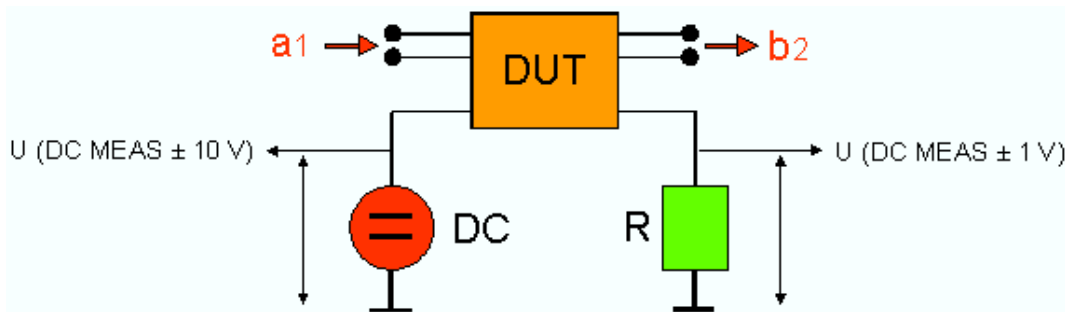 a1
DUT
b2
U (DC MEAS ± 10 V)
U (DC MEAS ± 1 V)
DC
R